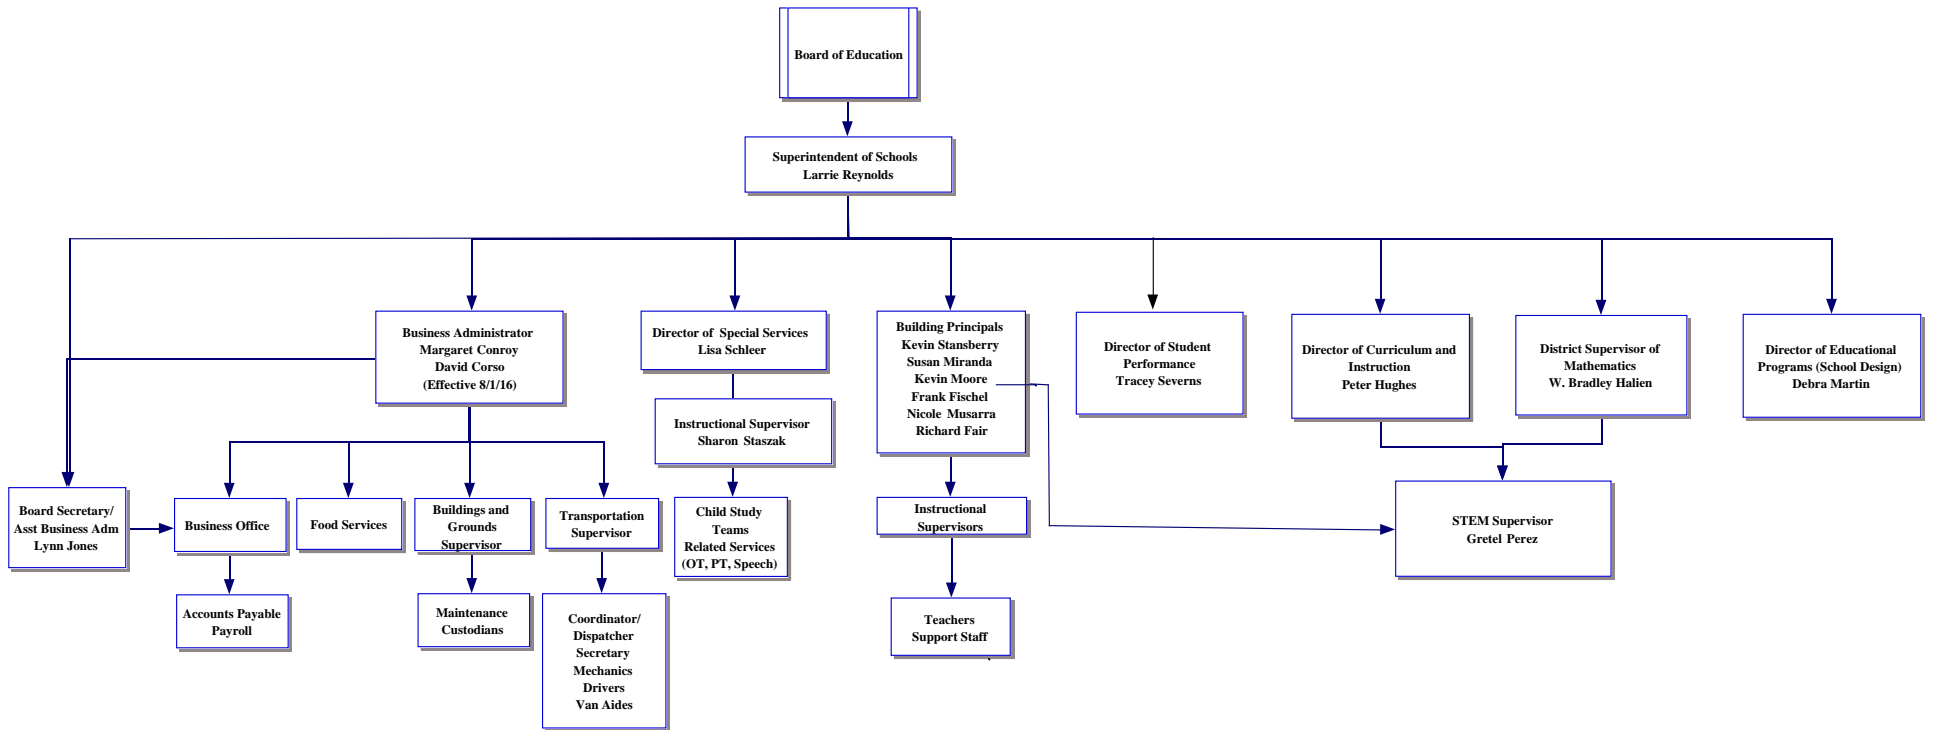 Board of Education
Superintendent of Schools
Larrie Reynolds
Business Administrator
Margaret Conroy
David Corso
(Effective 8/1/16)
Director of Special Services
Lisa Schleer
Instructional Supervisor
Sharon Staszak
Building Principals
Kevin Stansberry
Susan Miranda
Kevin Moore
Frank Fischel
Nicole Musarra
Richard Fair
Director of Student
Performance
Tracey Severns
Director of Curriculum and
Instruction
Peter Hughes
District Supervisor of
Mathematics
W. Bradley Halien
Director of Educational
Programs (School Design)
Debra Martin
Board Secretary/
Asst Business Adm
Lynn Jones
Business Office
Food Services
Buildings and
Grounds
Supervisor
Transportation
Supervisor
Child Study
Teams
Related Services
(OT, PT, Speech)
Instructional
Supervisors
STEM Supervisor
Gretel Perez
Accounts Payable
Payroll
Maintenance
Custodians
Coordinator/
Dispatcher
Secretary
Mechanics
Drivers
Van Aides
Teachers
Support Staff